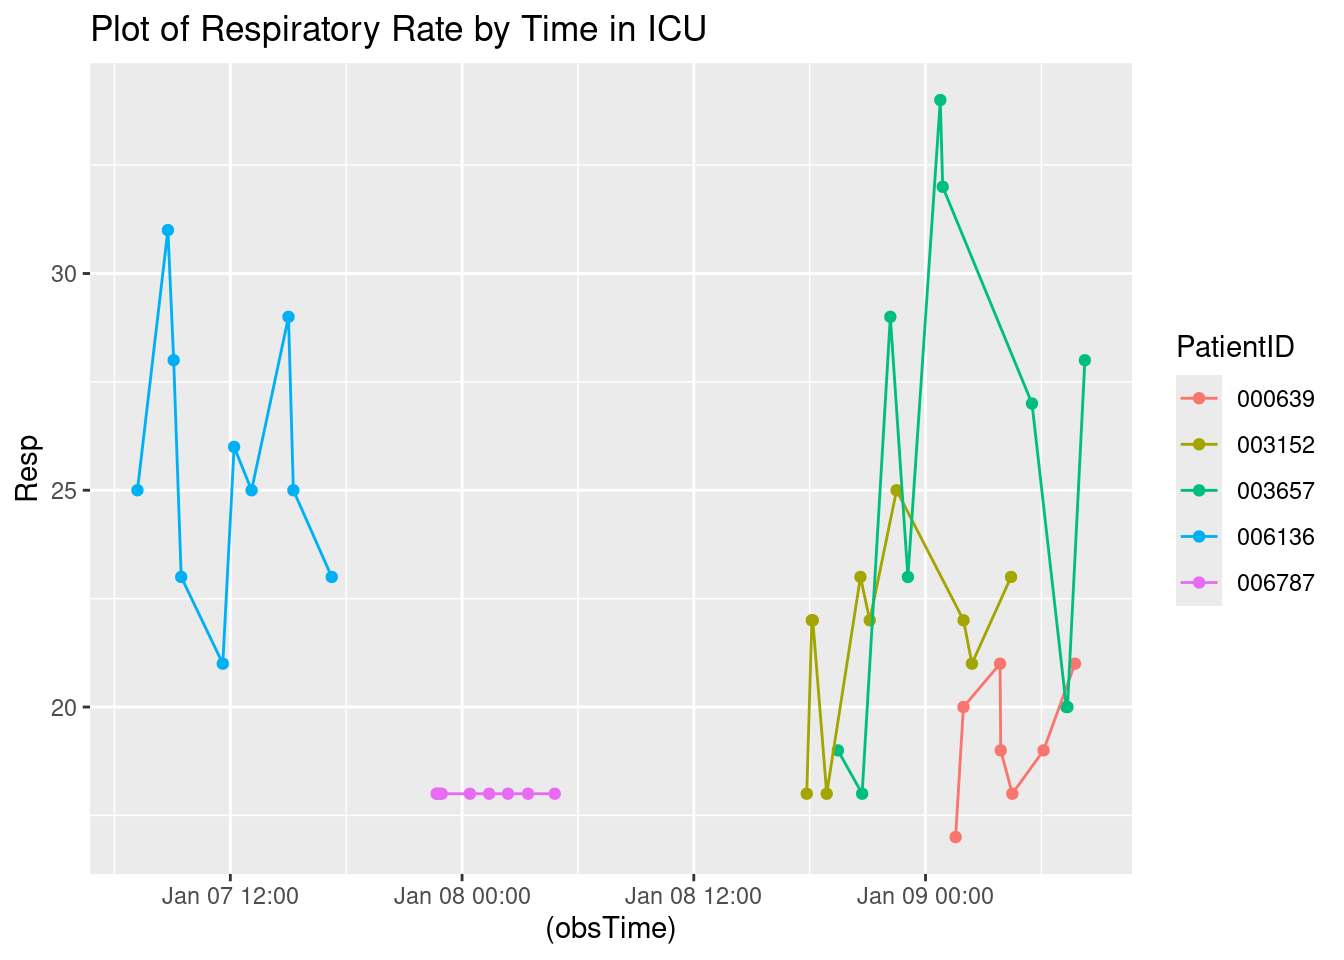 Plot of Respiratory Rate by Time in ICU
Resp
30
25
20
Jan 07 12:00
Jan 08 00:00
Jan 08 12:00
Jan 09 00:00
(obsTime)
PatientID
000639
003152
003657
006136
006787